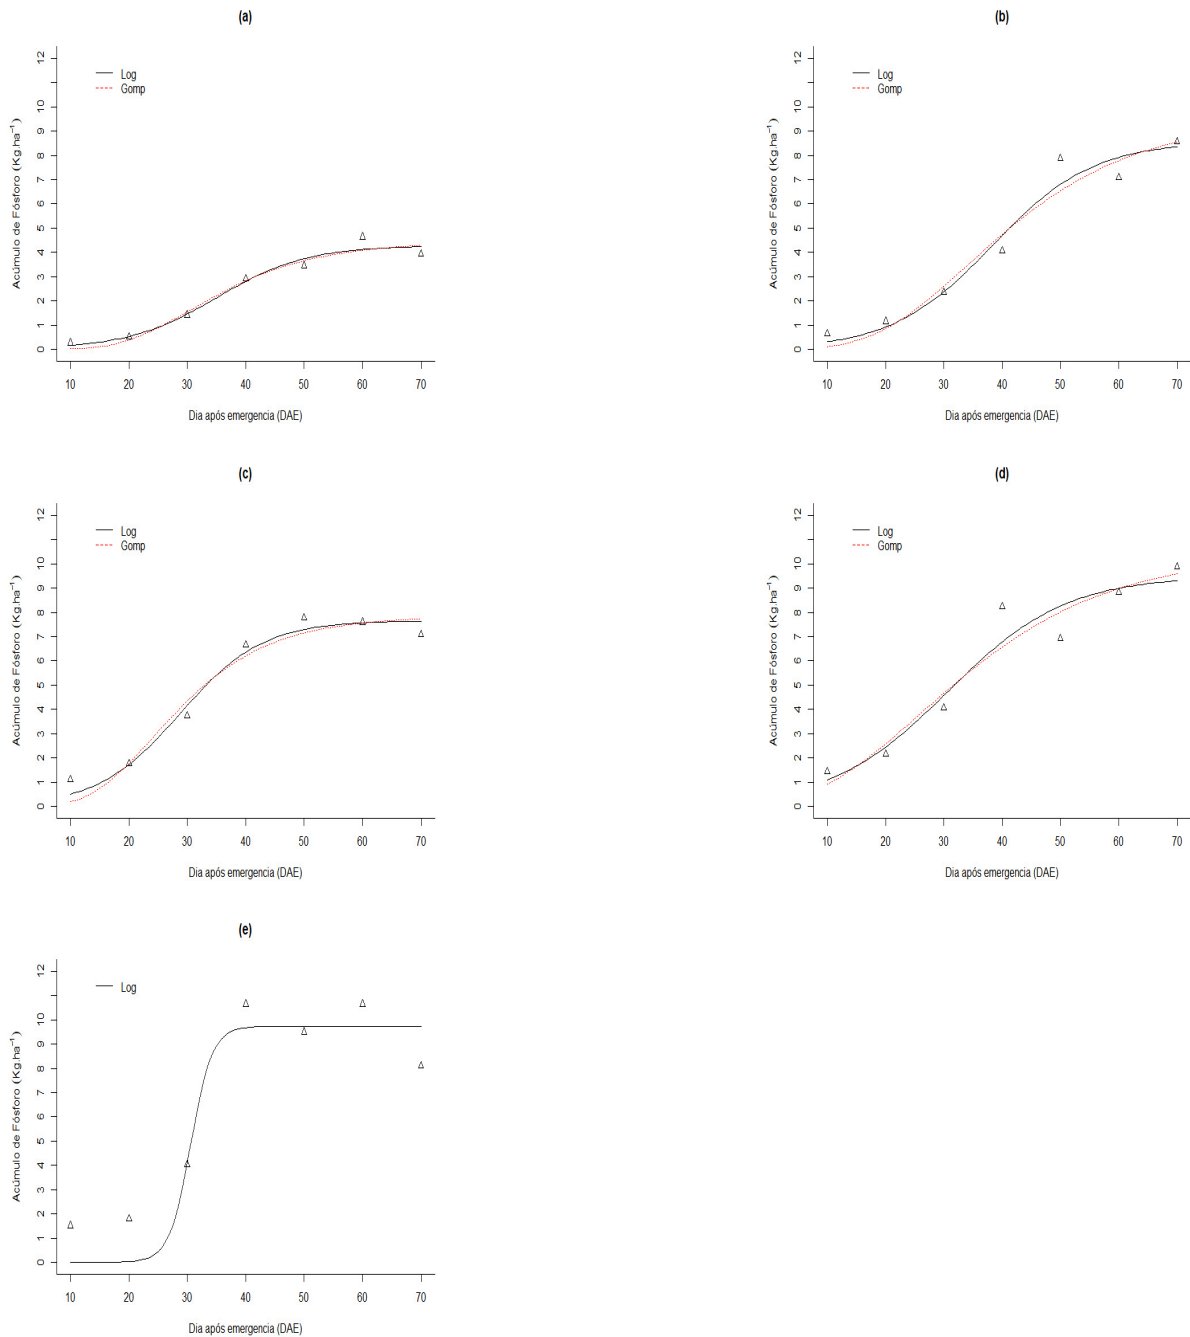 (a)
Acúmulo de Fósforo (Kg.ha⁻¹)
0 1 2 3 4 5 6 7 8 9 10 12
Log
Gomp
10 20 30 40 50 60 70
Dia após emergencia (DAE)
(b)
Acúmulo de Fósforo (Kg.ha⁻¹)
0 1 2 3 4 5 6 7 8 9 10 12
Log
Gomp
10 20 30 40 50 60 70
Dia após emergencia (DAE)
(c)
Acúmulo de Fósforo (Kg.ha⁻¹)
0 1 2 3 4 5 6 7 8 9 10 12
Log
Gomp
10 20 30 40 50 60 70
Dia após emergencia (DAE)
(d)
Acúmulo de Fósforo (Kg.ha⁻¹)
0 1 2 3 4 5 6 7 8 9 10 12
Log
Gomp
10 20 30 40 50 60 70
Dia após emergencia (DAE)
(e)
Acúmulo de Fósforo (Kg.ha⁻¹)
0 1 2 3 4 5 6 7 8 9 10 12
Log
10 20 30 40 50 60 70
Dia após emergencia (DAE)